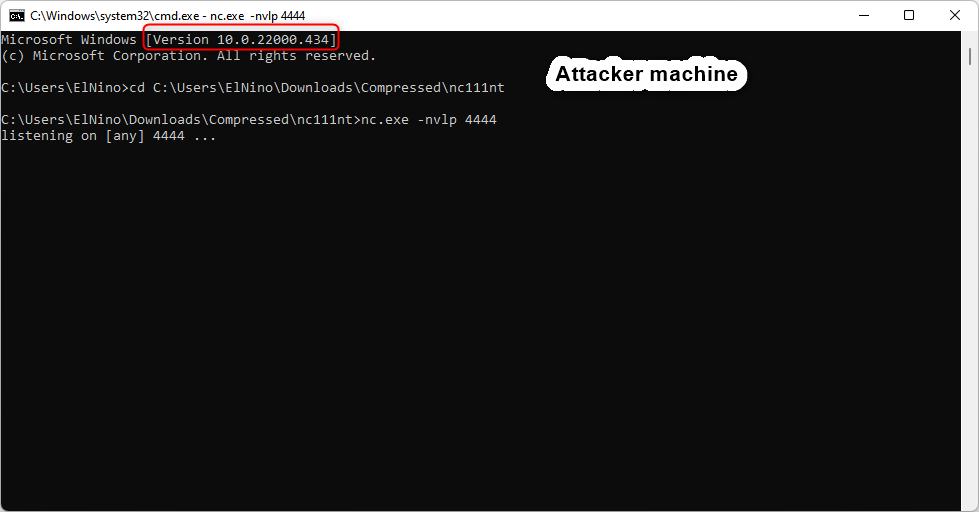 C:\Windows\system32\cmd.exe - nc.exe -nvlp 4444
Microsoft Windows [Version 10.0.22000.434]
(c) Microsoft Corporation. All rights reserved.
Attacker machine
C:\Users\ElNino>cd C:\Users\ElNino\Downloads\Compressed\nc111nt
C:\Users\ElNino\Downloads\Compressed\nc111nt>nc.exe -nvlp 4444
listening on [any] 4444 ...